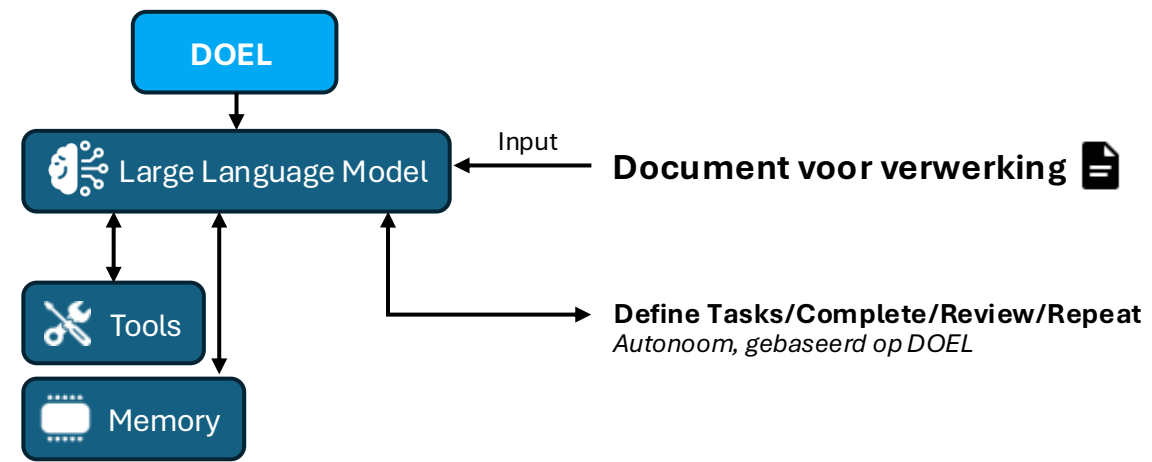 DOEL
Large Language Model
Input
Document voor verwerking
Tools
Define Tasks/Complete/Review/Repeat
Autonoom, gebaseerd op DOEL
Memory